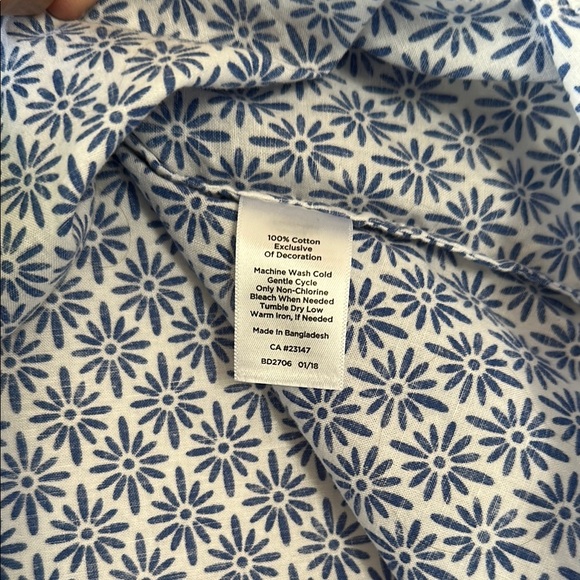 100% Cotton
Exclusive
Of Decoration
Machine Wash Cold
Gentle Cycle
Only Non-Chlorine
Bleach When Needed
Tumble Dry Low
Warm Iron, If Needed
Made In Bangladesh
CA #23147
BD2706 01/18